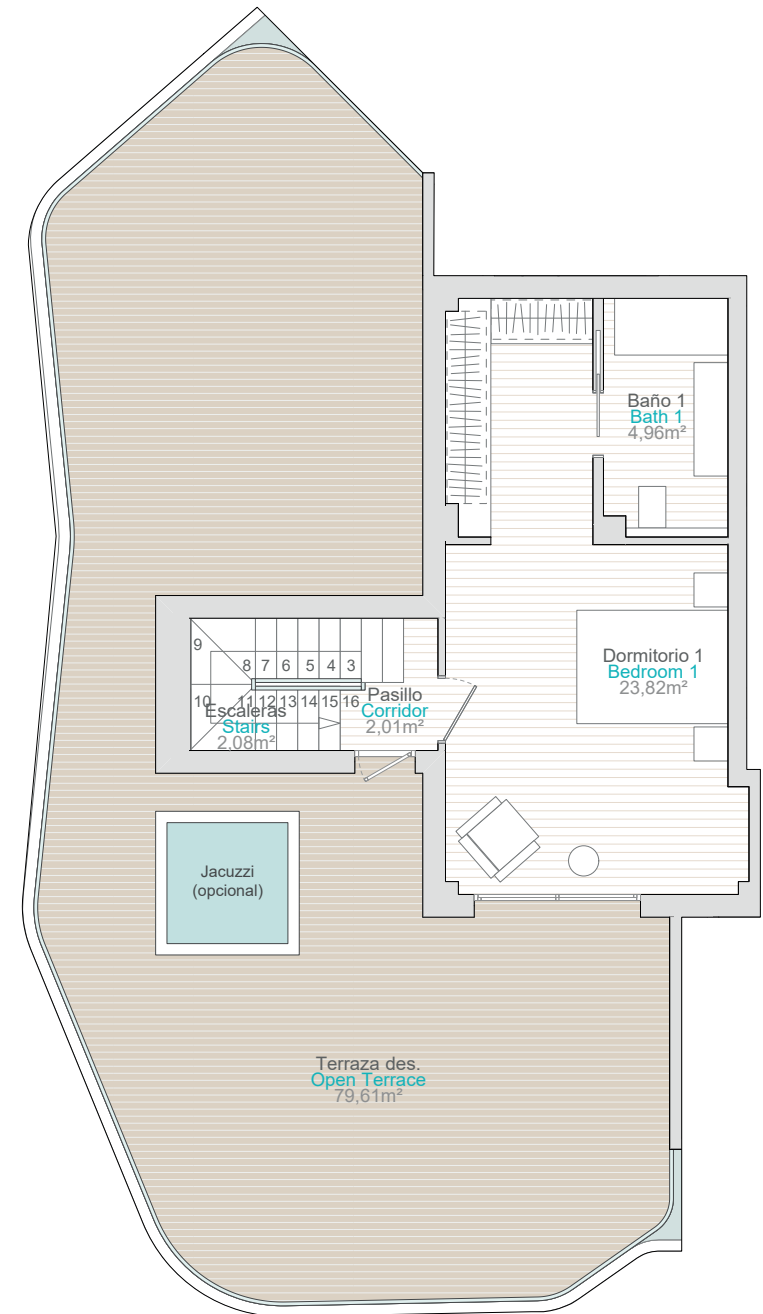 Baño 1
Bath 1
4,96m²
Dormitorio 1
Bedroom 1
23,82m²
9
8 7 6 5 4 3
10 11 12 13 14 15 16
Escaleras
Stairs
2,08m²
Pasillo
Corridor
2,01m²
Jacuzzi
(opcional)
Terraza des.
Open Terrace
79,61m²